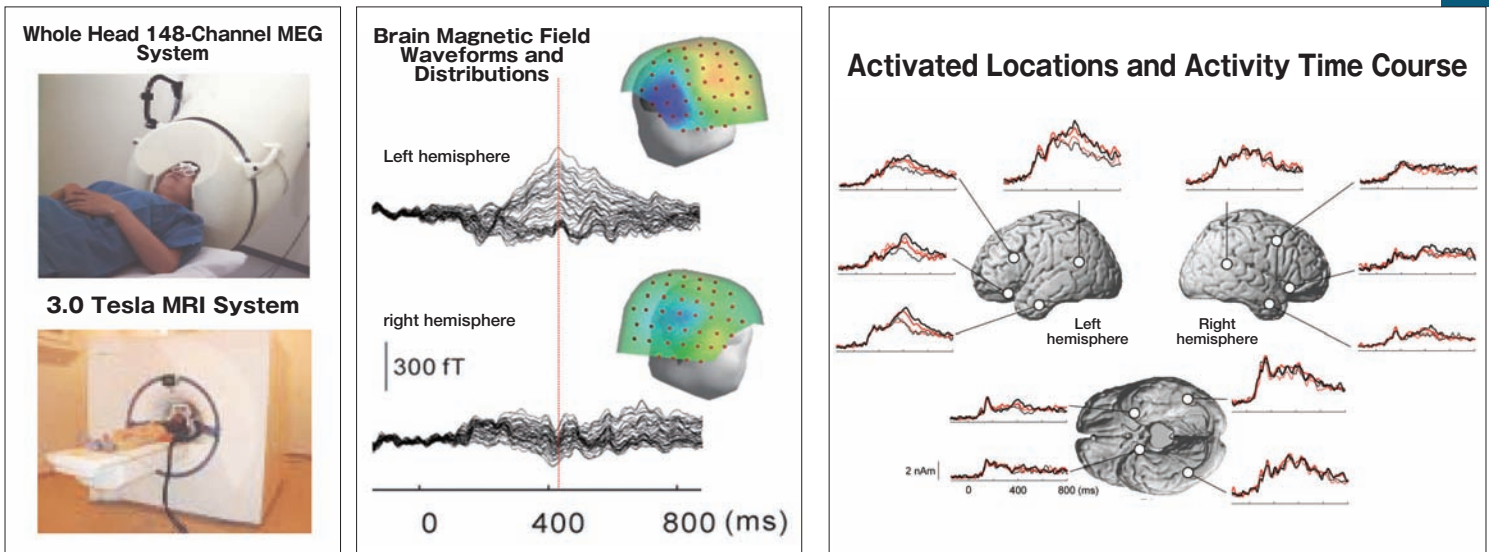 Whole Head 148-Channel MEG
System
3.0 Tesla MRI System
Brain Magnetic Field
Waveforms and
Distributions
Left hemisphere
right hemisphere
300 fT
0 400 800 (ms)
Activated Locations and Activity Time Course
Left
hemisphere
Right
hemisphere
2 nAm
0 400 800 (ms)